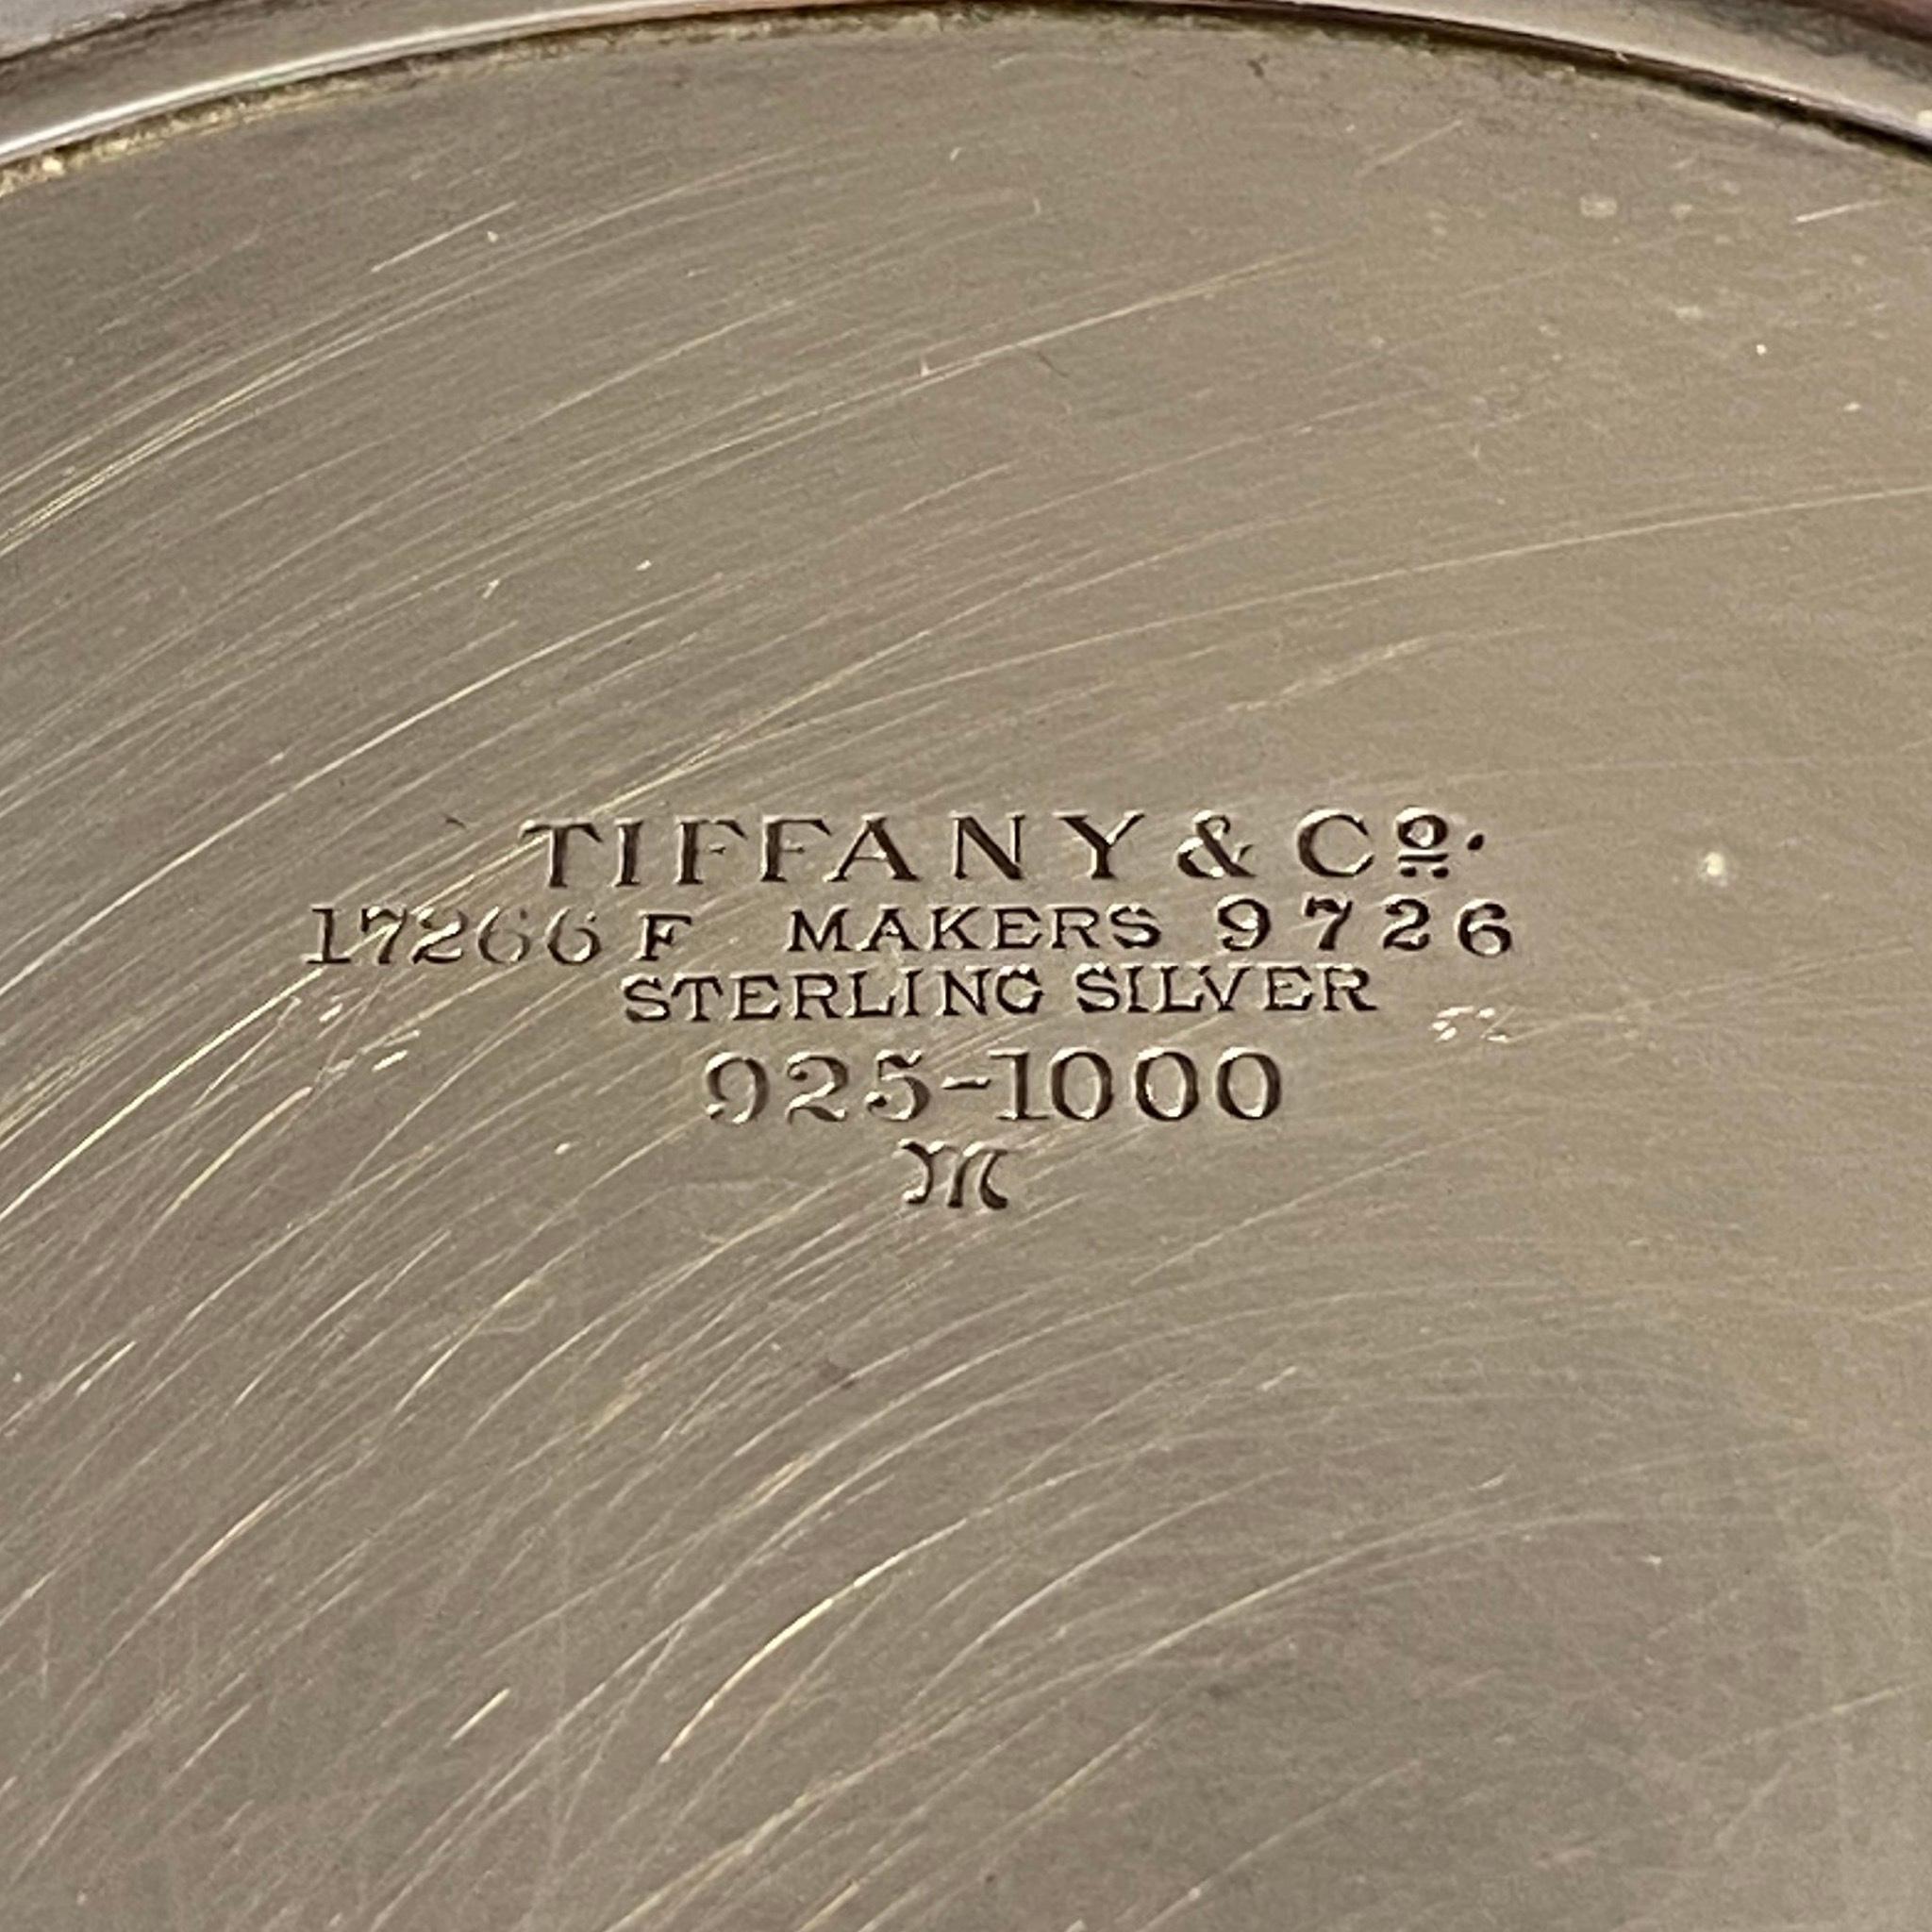 TIFFANY & Co.
17266 F MAKERS 9726
STERLING SILVER
925-1000
M